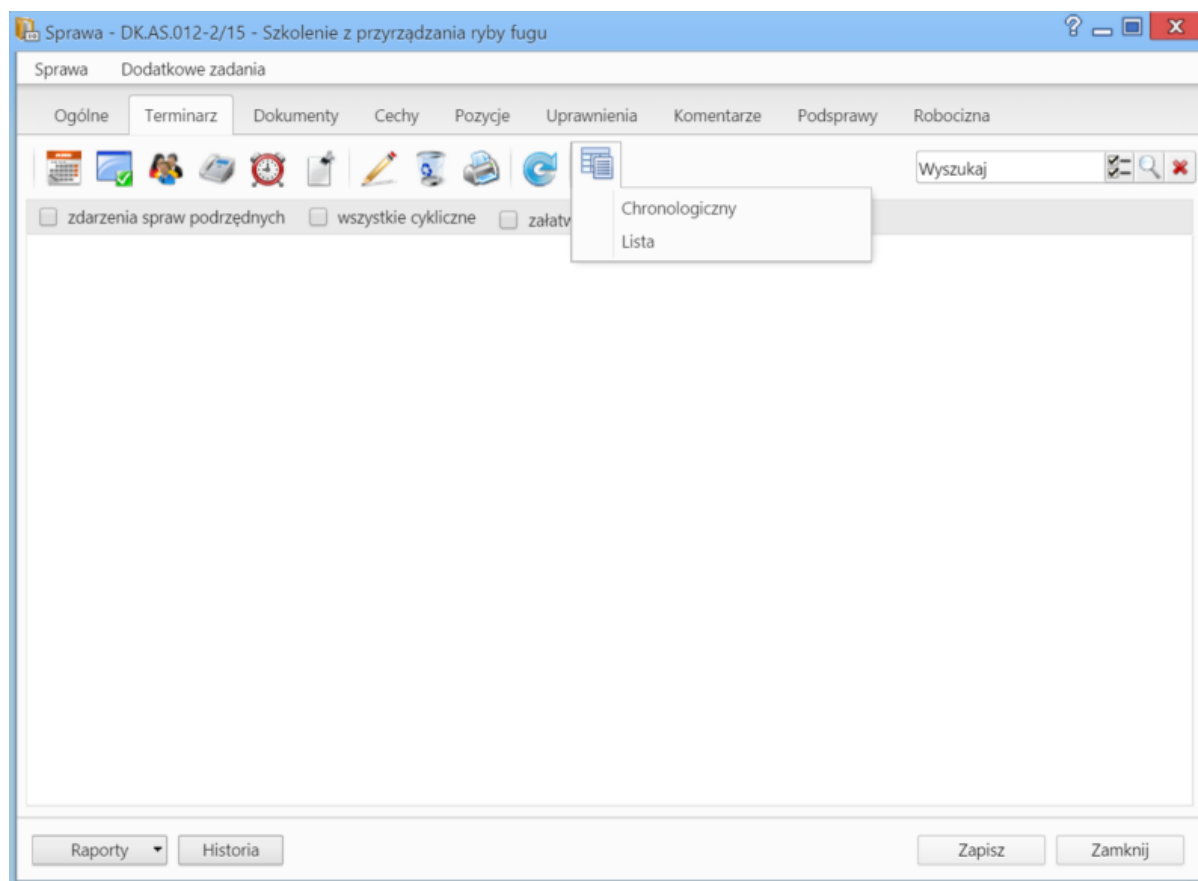 Sprawa - DK.AS.012-2/15 - Szkolenie z przyrządzania ryby fugu
Sprawa Dodatkowe zadania
Ogólne Terminarz Dokumenty Cechy Pozycje Uprawnienia Komentarze Podsprawy Robocizna
Wyszukaj
zdarzenia spraw podrzędnych wszystkie cykliczne
Chronologiczny
Lista
Raporty Historia Zapisz Zamknij